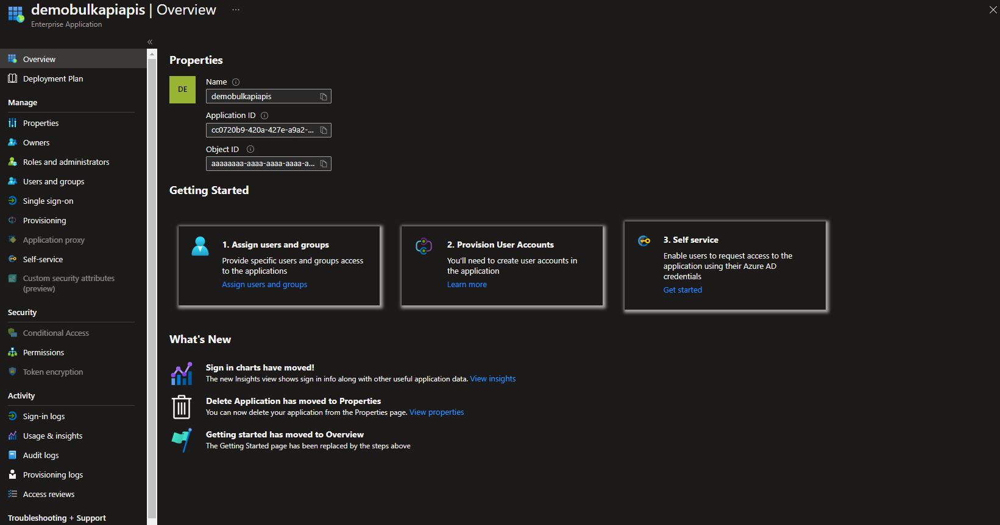 demobulkapiapis | Overview ...
Enterprise Application
«
Overview
Deployment Plan
Manage
Properties
Owners
Roles and administrators
Users and groups
Single sign-on
Provisioning
Application proxy
Self-service
Custom security attributes
(preview)
Security
Conditional Access
Permissions
Token encryption
Activity
Sign-in logs
Usage & insights
Audit logs
Provisioning logs
Access reviews
Troubleshooting + Support
Properties
DE
Name
demobulkapiapis
Application ID
cc0720b9-420a-427e-a9a2-...
Object ID
aaaaaaaa-aaaa-aaaa-aaaa-a...
Getting Started
1. Assign users and groups
Provide specific users and groups access
to the applications
Assign users and groups
2. Provision User Accounts
You'll need to create user accounts in
the application
Learn more
3. Self service
Enable users to request access to the
application using their Azure AD
credentials
Get started
What's New
Sign in charts have moved!
The new Insights view shows sign in info along with other useful application data. View insights
Delete Application has moved to Properties
You can now delete your application from the Properties page. View properties
Getting started has moved to Overview
The Getting Started page has been replaced by the steps above